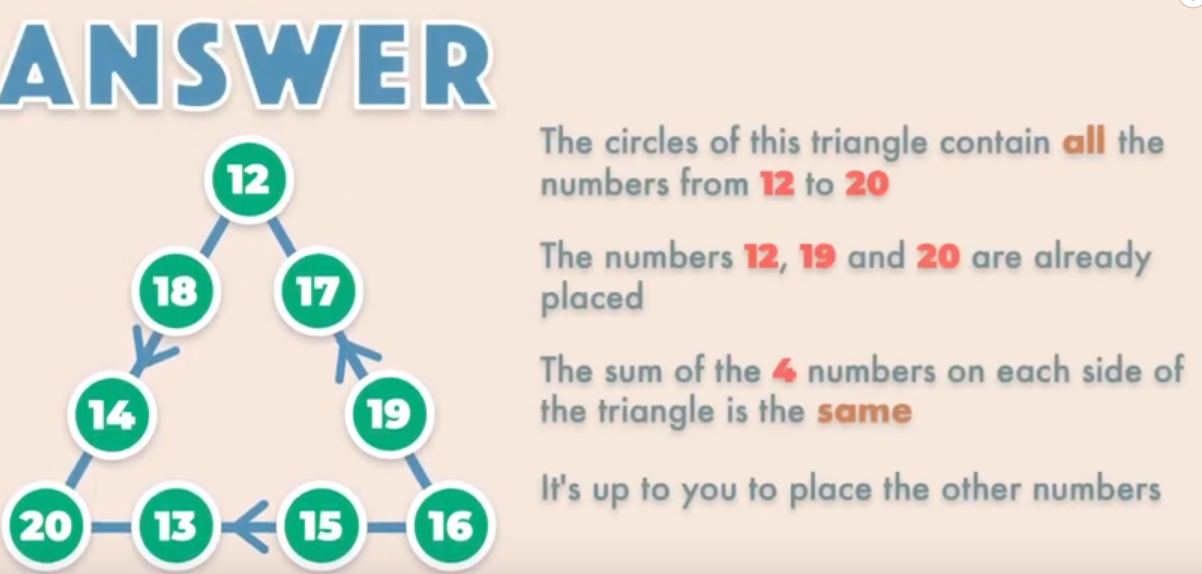 ANSWER
12
18 17
14 19
20 13 15 16
The circles of this triangle contain all the
numbers from 12 to 20
The numbers 12, 19 and 20 are already
placed
The sum of the 4 numbers on each side of
the triangle is the same
It's up to you to place the other numbers